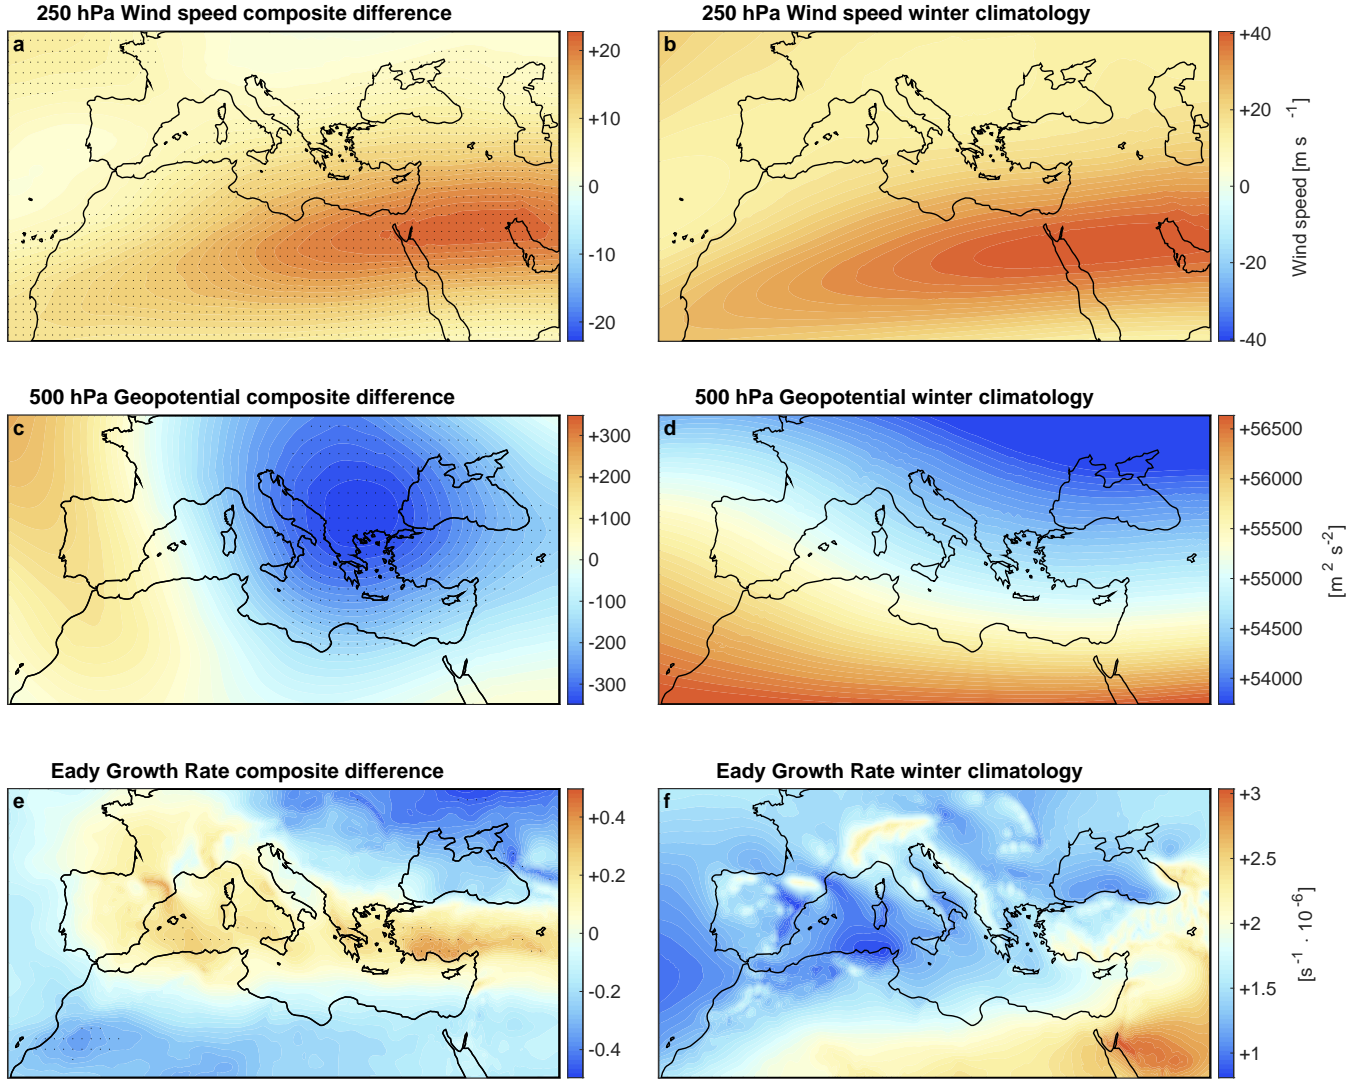 250 hPa Wind speed composite difference
250 hPa Wind speed winter climatology
a
+20
+10
0
-10
-20
b
+40
+20
0
-20
-40
Wind speed [m s -1]
500 hPa Geopotential composite difference
500 hPa Geopotential winter climatology
c
+300
+200
+100
0
-100
-200
-300
d
+56500
+56000
+55500
+55000
+54500
+54000
[m 2 s-2]
Eady Growth Rate composite difference
Eady Growth Rate winter climatology
e
+0.4
+0.2
0
-0.2
-0.4
f
+3
+2.5
+2
+1.5
+1
[s-1 · 10-6]